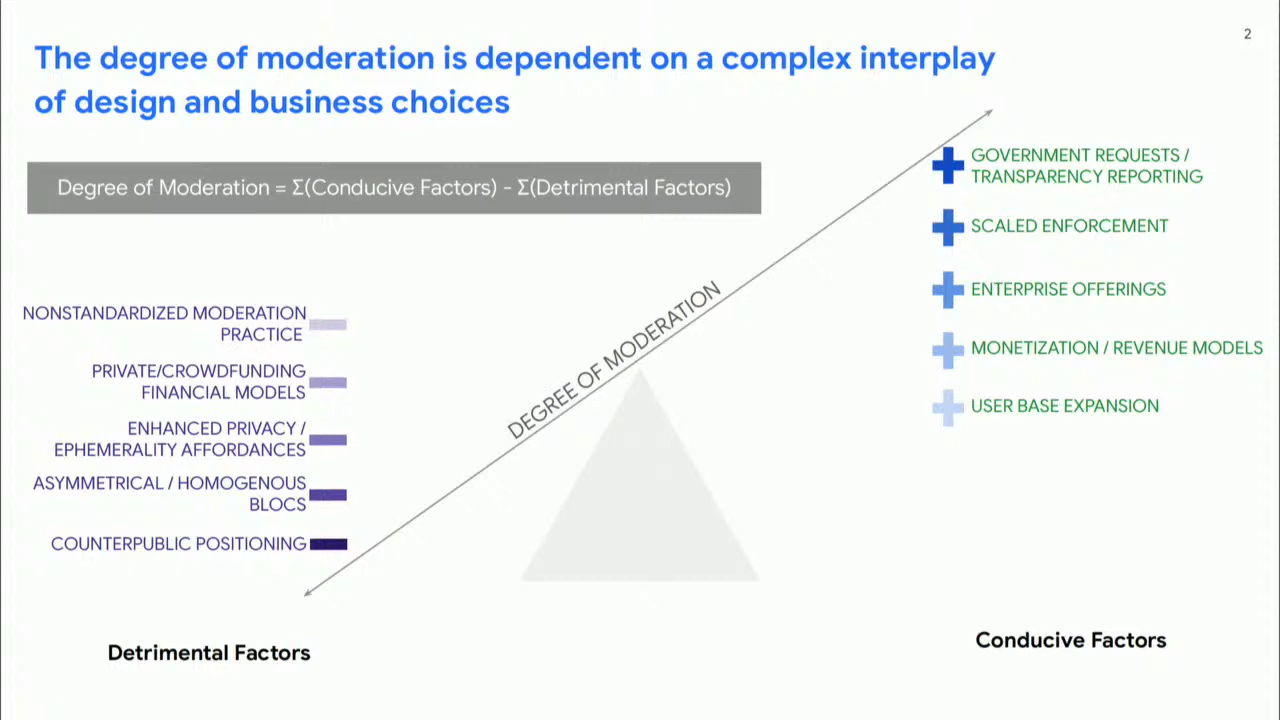 2
The degree of moderation is dependent on a complex interplay
of design and business choices
Degree of Moderation = Σ(Conducive Factors) - Σ(Detrimental Factors)
NONSTANDARDIZED MODERATION
PRACTICE
PRIVATE/CROWDFUNDING
FINANCIAL MODELS
ENHANCED PRIVACY /
EPHEMERALITY AFFORDANCES
ASYMMETRICAL / HOMOGENOUS
BLOCS
COUNTERPUBLIC POSITIONING
Detrimental Factors
DEGREE OF MODERATION
GOVERNMENT REQUESTS /
TRANSPARENCY REPORTING
SCALED ENFORCEMENT
ENTERPRISE OFFERINGS
MONETIZATION / REVENUE MODELS
USER BASE EXPANSION
Conducive Factors